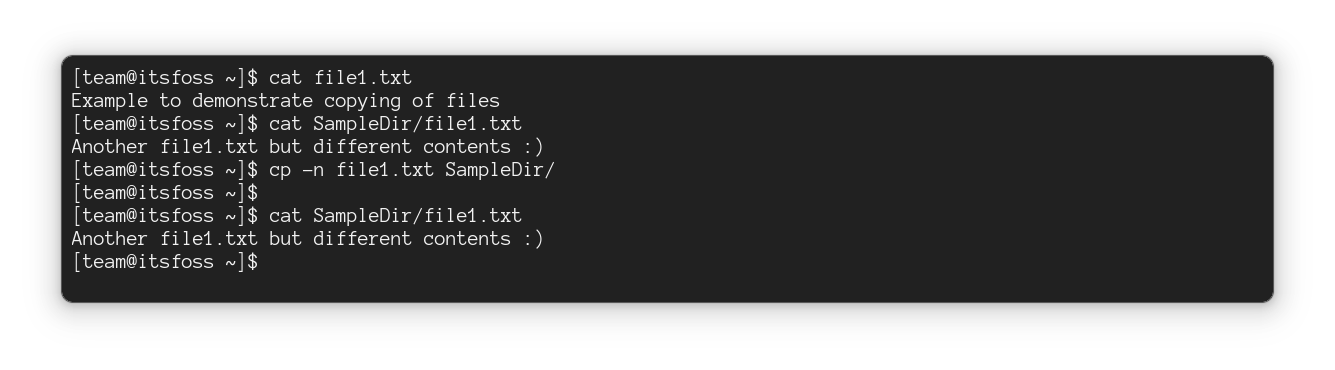 [team@itsfoss ~]$ cat file1.txt
Example to demonstrate copying of files
[team@itsfoss ~]$ cat SampleDir/file1.txt
Another file1.txt but different contents :)
[team@itsfoss ~]$ cp -n file1.txt SampleDir/
[team@itsfoss ~]$
[team@itsfoss ~]$ cat SampleDir/file1.txt
Another file1.txt but different contents :)
[team@itsfoss ~]$